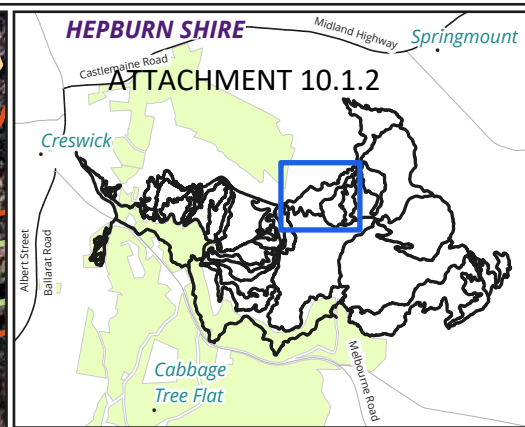 HEPBURN SHIRE
Midland Highway
Springmount
Castlemaine Road
ATTACHMENT 10.1.2
Creswick
Albert Street
Ballarat Road
Cabbage
Tree Flat
Melbourne Road